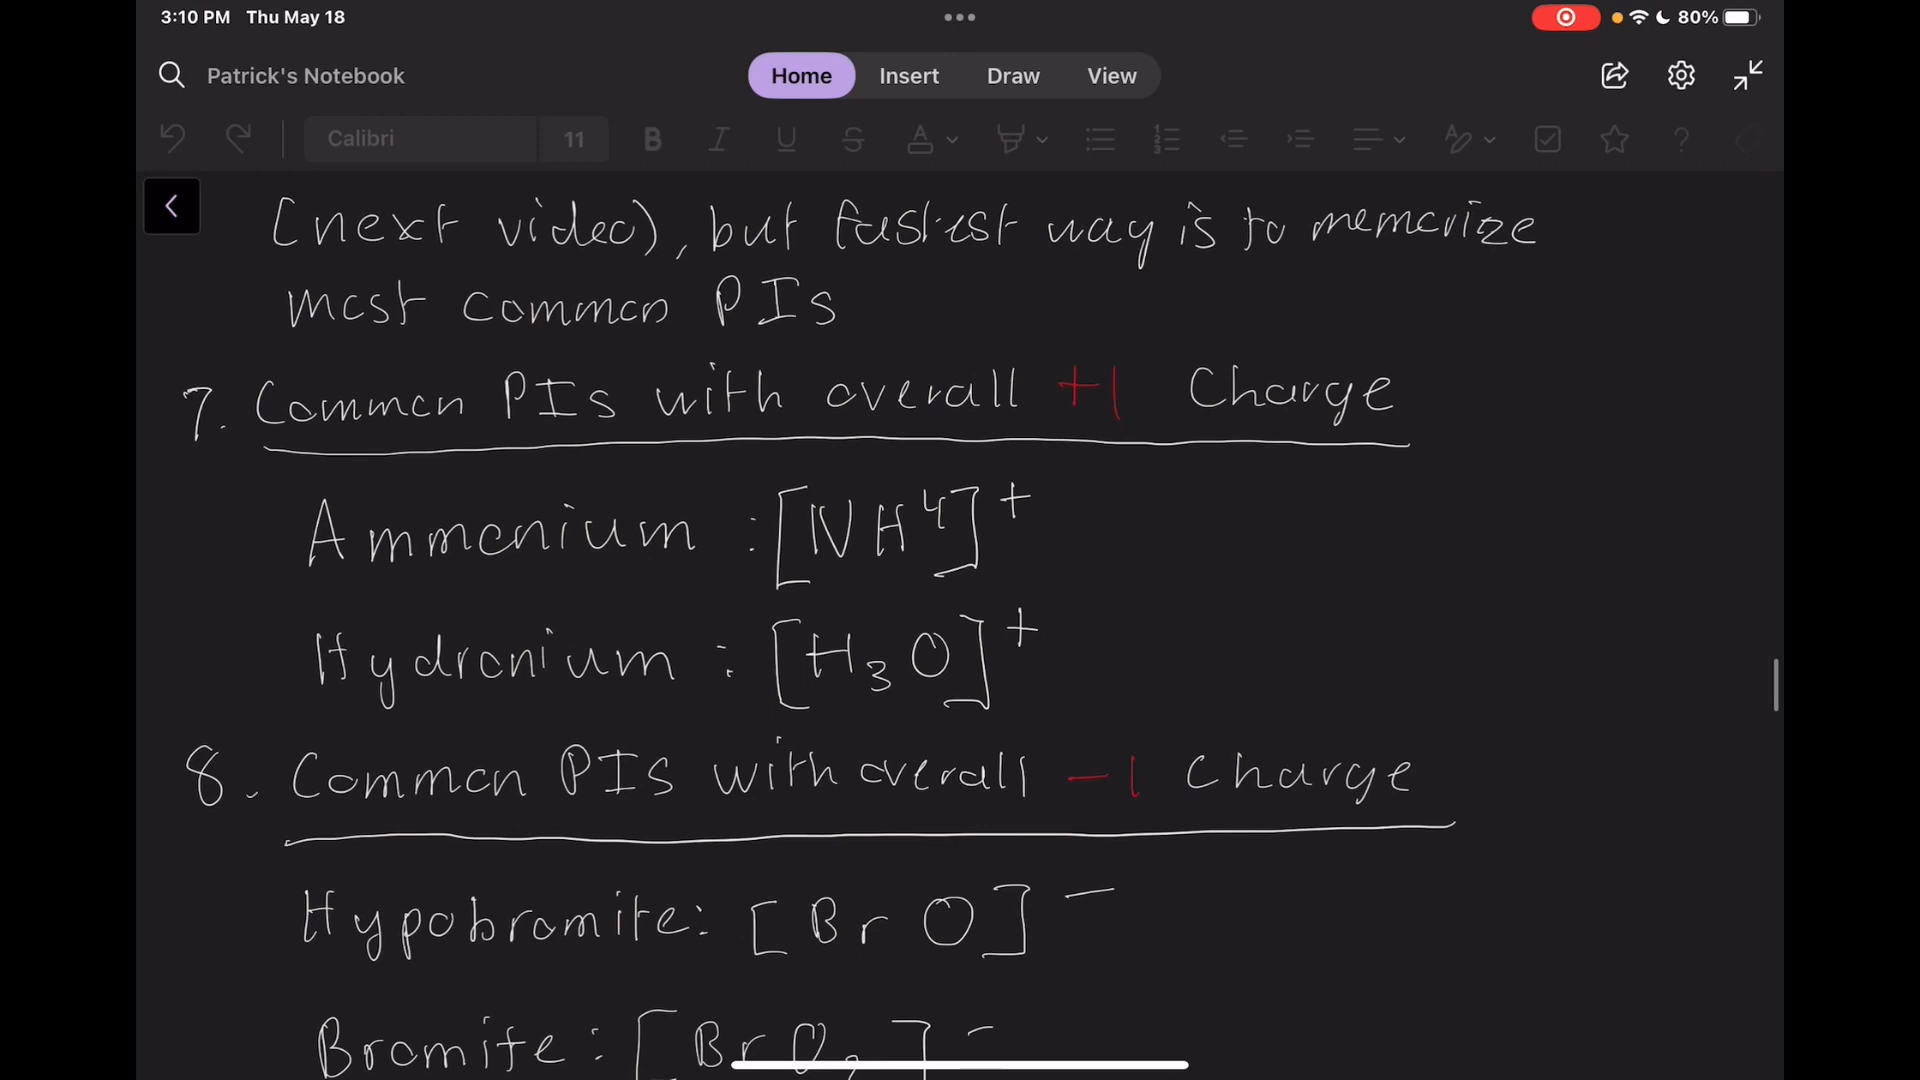 3:10 PM Thu May 18
80%
Patrick's Notebook
Home Insert Draw View
Calibri 11
(next video), but fastest way is to memorize
most common PIs
7. Common PIs with overall +1 Charge
Ammonium : [NH⁴]⁺
Hydronium : [H₃O]⁺
8. Common PIs with overall -1 Charge
Hypobromite: [BrO]⁻
Bromite: [BrO₂]⁻